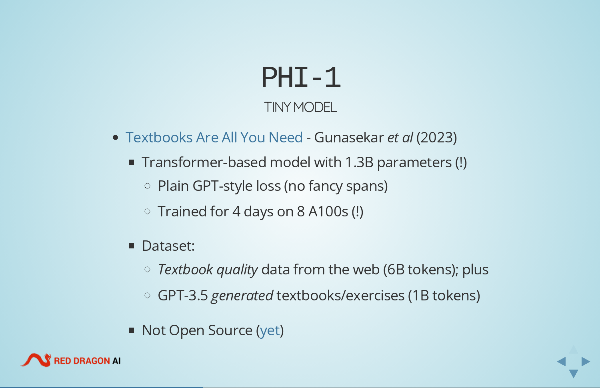 PHI-1
TINY MODEL
Textbooks Are All You Need - Gunasekar et al (2023)
Transformer-based model with 1.3B parameters (!)
Plain GPT-style loss (no fancy spans)
Trained for 4 days on 8 A100s (!)
Dataset:
Textbook quality data from the web (6B tokens); plus
GPT-3.5 generated textbooks/exercises (1B tokens)
Not Open Source (yet)
RED DRAGON AI